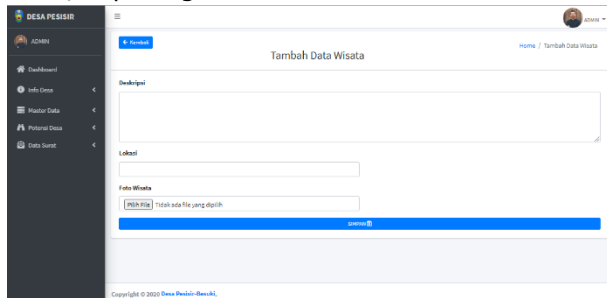 DESA PESISIR
ADMIN
ADMIN
Dashboard
Info Desa
Master Data
Potensi Desa
Data Surat
Kembali
Tambah Data Wisata
Home / Tambah Data Wisata
Deskripsi
Lokasi
Foto Wisata
Pilih File Tidak ada file yang dipilih
SIMPAN
Copyright © 2020 Desa Pesisir-Besuki.